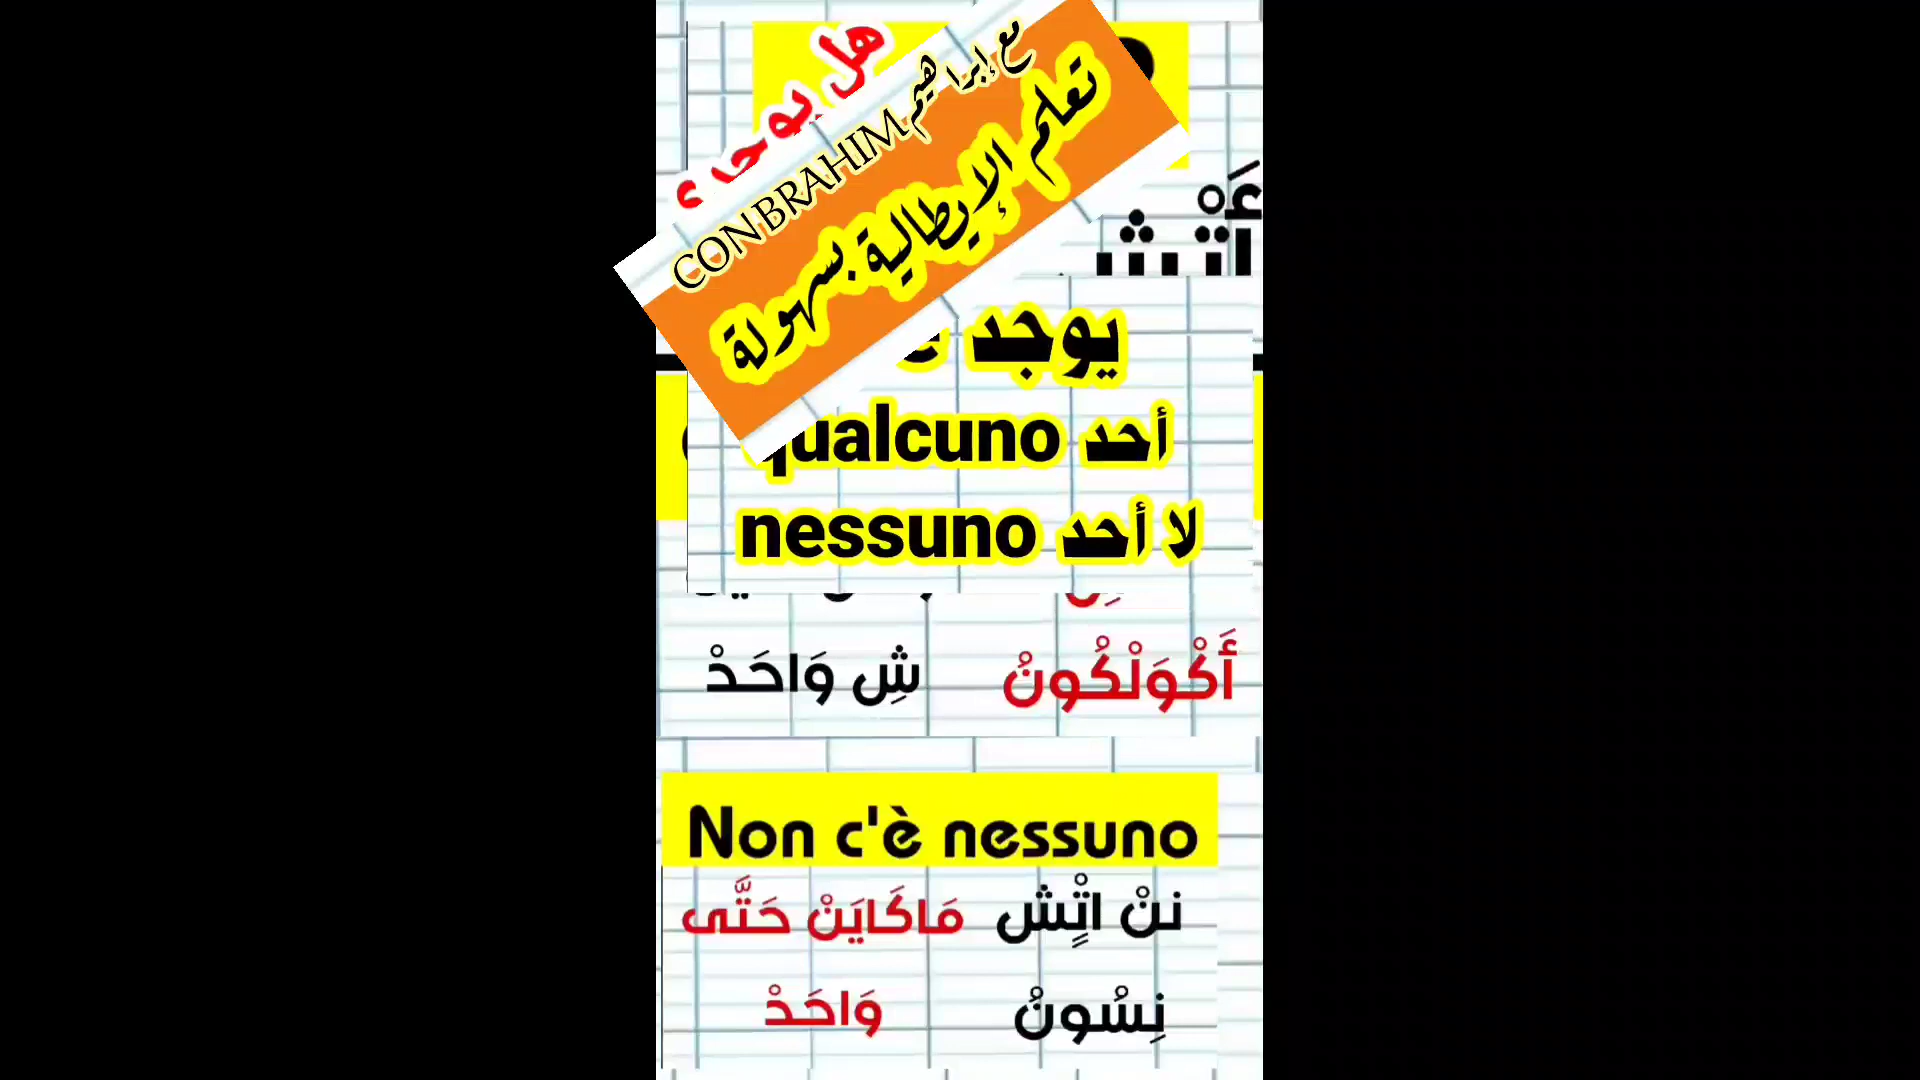 هل يوجد؟
مع إبراهيم CON BRAHIM
تعلم الإيطالية بسهولة
يوجد
qualcuno أحد
nessuno لا أحد
أَكْوَلْكُونْ شِ وَاحَدْ
Non c'è nessuno
ننْ اتْشٍ مَاكَايَنْ حَتَّى
نِسُونْ وَاحَدْ